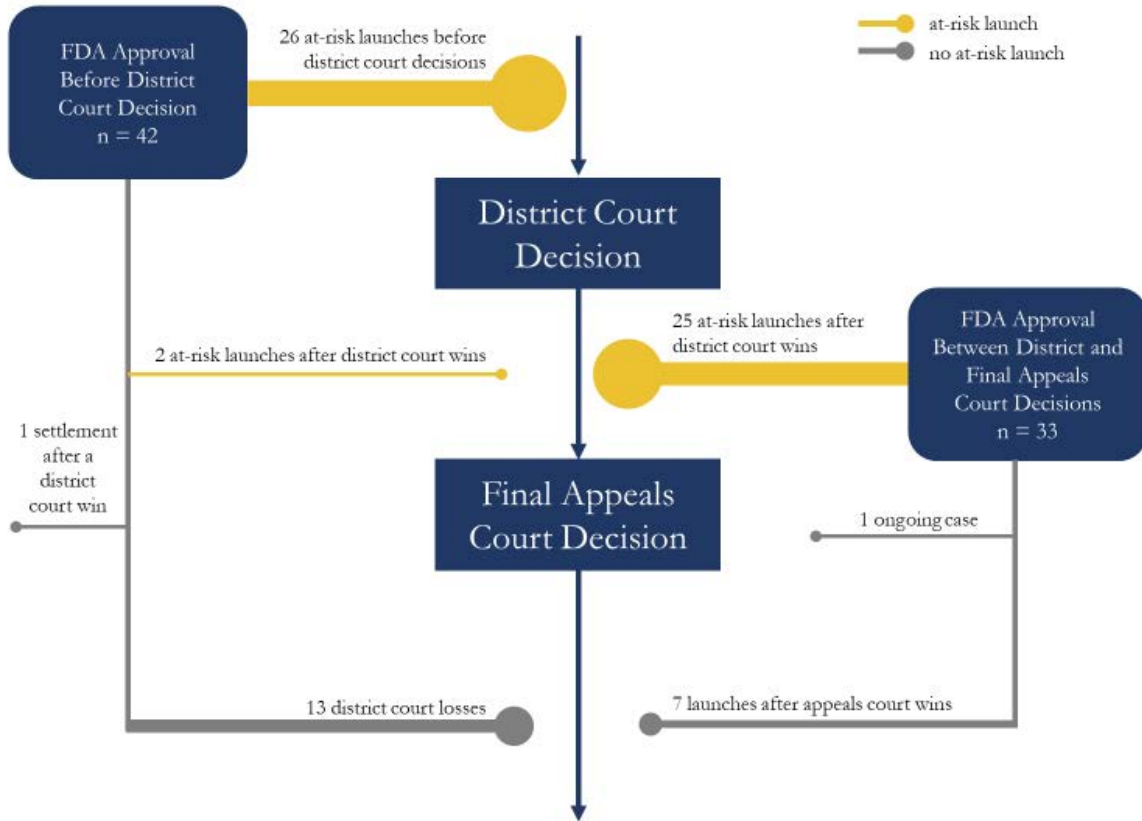 FDA Approval
Before District
Court Decision
n = 42
26 at-risk launches before
district court decisions
at-risk launch
no at-risk launch
District Court
Decision
2 at-risk launches after district court wins
25 at-risk launches after
district court wins
FDA Approval
Between District and
Final Appeals
Court Decisions
n = 33
1 settlement
after a
district
court win
Final Appeals
Court Decision
1 ongoing case
13 district court losses
7 launches after appeals court wins